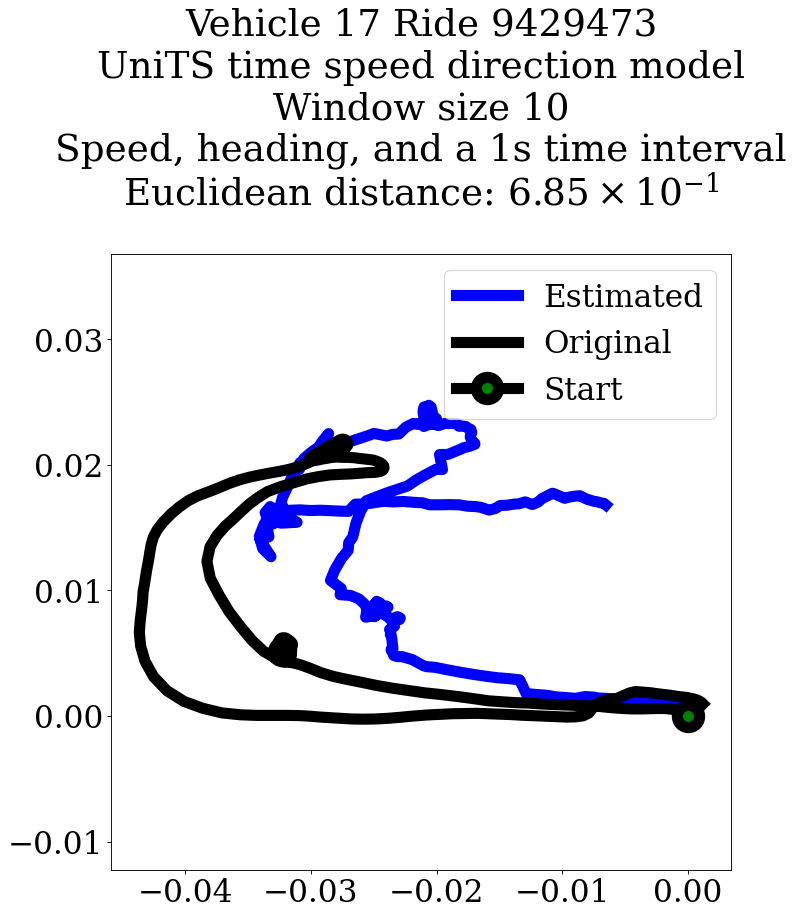 Vehicle 17 Ride 9429473
UniTS time speed direction model
Window size 10
Speed, heading, and a 1s time interval
Euclidean distance: 6.85 × 10⁻¹
Estimated
Original
Start
0.03
0.02
0.01
0.00
−0.01
−0.04 −0.03 −0.02 −0.01 0.00